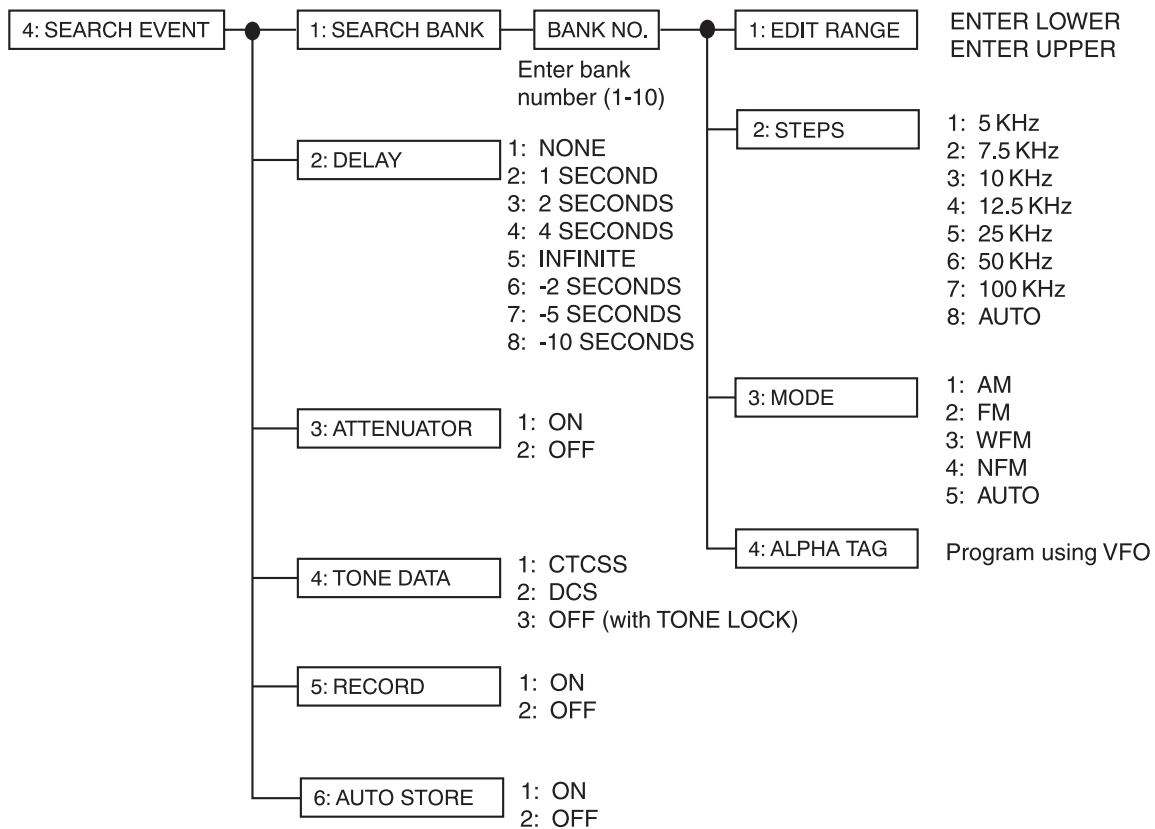 4: SEARCH EVENT
1: SEARCH BANK
BANK NO.
Enter bank
number (1-10)
1: EDIT RANGE
ENTER LOWER
ENTER UPPER
2: STEPS
1: 5 KHz
2: 7.5 KHz
3: 10 KHz
4: 12.5 KHz
5: 25 KHz
6: 50 KHz
7: 100 KHz
8: AUTO
3: MODE
1: AM
2: FM
3: WFM
4: NFM
5: AUTO
4: ALPHA TAG
Program using VFO
2: DELAY
1: NONE
2: 1 SECOND
3: 2 SECONDS
4: 4 SECONDS
5: INFINITE
6: -2 SECONDS
7: -5 SECONDS
8: -10 SECONDS
3: ATTENUATOR
1: ON
2: OFF
4: TONE DATA
1: CTCSS
2: DCS
3: OFF (with TONE LOCK)
5: RECORD
1: ON
2: OFF
6: AUTO STORE
1: ON
2: OFF